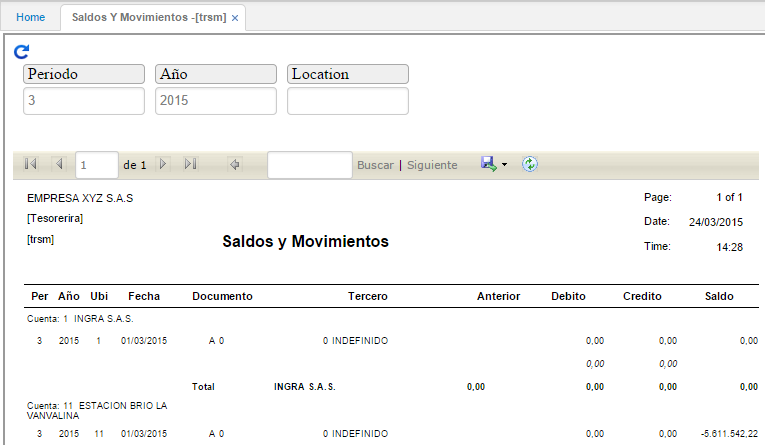 Home Saldos Y Movimientos -[trsm] ×
Periodo Año Location
3 2015
1 de 1 Buscar | Siguiente
EMPRESA XYZ S.A.S Page: 1 of 1
[Tesorerira] Date: 24/03/2015
[trsm] Saldos y Movimientos Time: 14:28
Per Año Ubi Fecha Documento Tercero Anterior Debito Credito Saldo
Cuenta: 1 INGRA S.A.S.
3 2015 1 01/03/2015 A 0 0 INDEFINIDO 0,00 0,00 0,00
0,00 0,00
Total INGRA S.A.S. 0,00 0,00 0,00 0,00
Cuenta: 11 ESTACION BRIO LA
VANVALINA
3 2015 11 01/03/2015 A 0 0 INDEFINIDO 0,00 0,00 -5.611.542,22